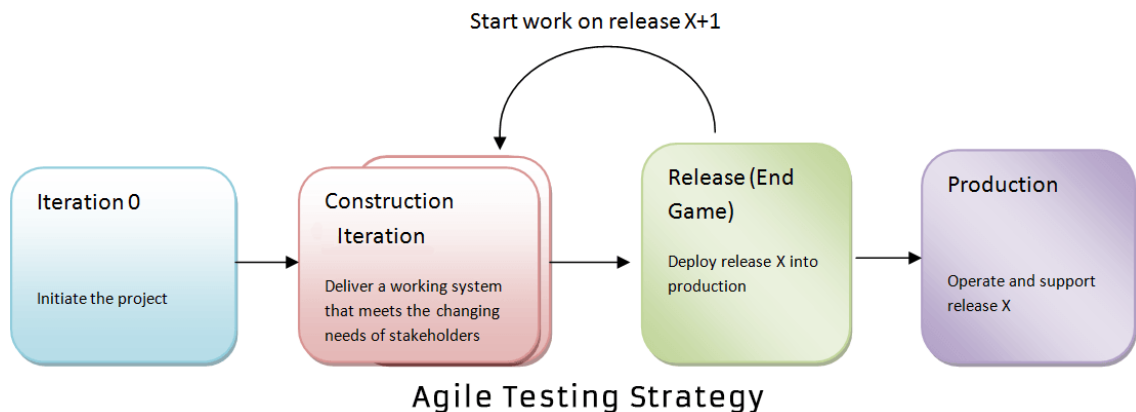 Start work on release X+1
Iteration 0
Initiate the project
Construction
Iteration
Deliver a working system
that meets the changing
needs of stakeholders
Release (End
Game)
Deploy release X into
production
Production
Operate and support
release X
Agile Testing Strategy